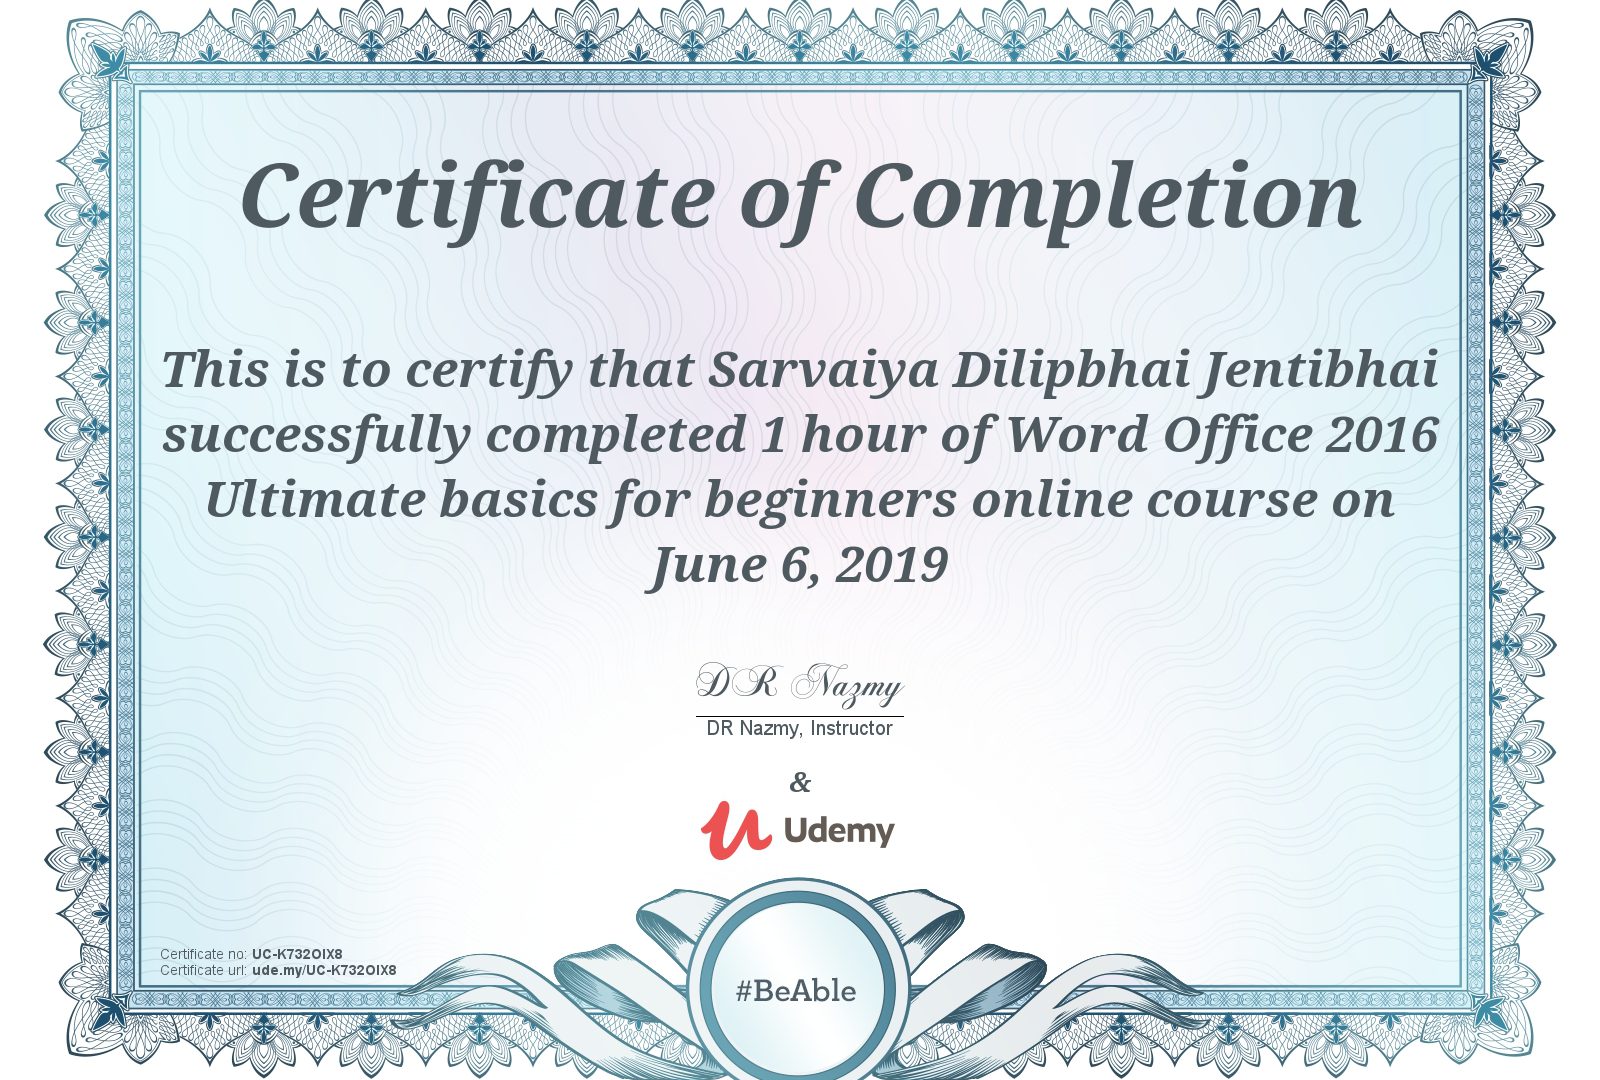 Certificate of Completion
This is to certify that Sarvaiya Dilipbhai Jentibhai
successfully completed 1 hour of Word Office 2016
Ultimate basics for beginners online course on
June 6, 2019
DR Nazmy
DR Nazmy, Instructor
&
Udemy
Certificate no: UC-K732OIX8
Certificate url: ude.my/UC-K732OIX8
#BeAble